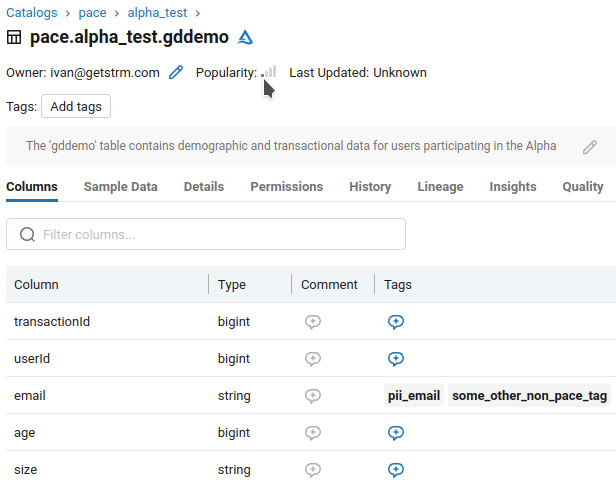 Catalogs > pace > alpha_test >
pace.alpha_test.gddemo
Owner: ivan@getstrm.com Popularity: Last Updated: Unknown
Tags: Add tags
The 'gddemo' table contains demographic and transactional data for users participating in the Alpha
Columns Sample Data Details Permissions History Lineage Insights Quality
Filter columns...
Column Type Comment Tags
transactionId bigint
userId bigint
email string pii_email some_other_non_pace_tag
age bigint
size string